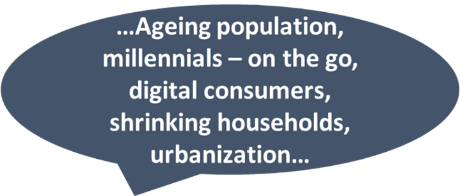 …Ageing population,
millennials – on the go,
digital consumers,
shrinking households,
urbanization…